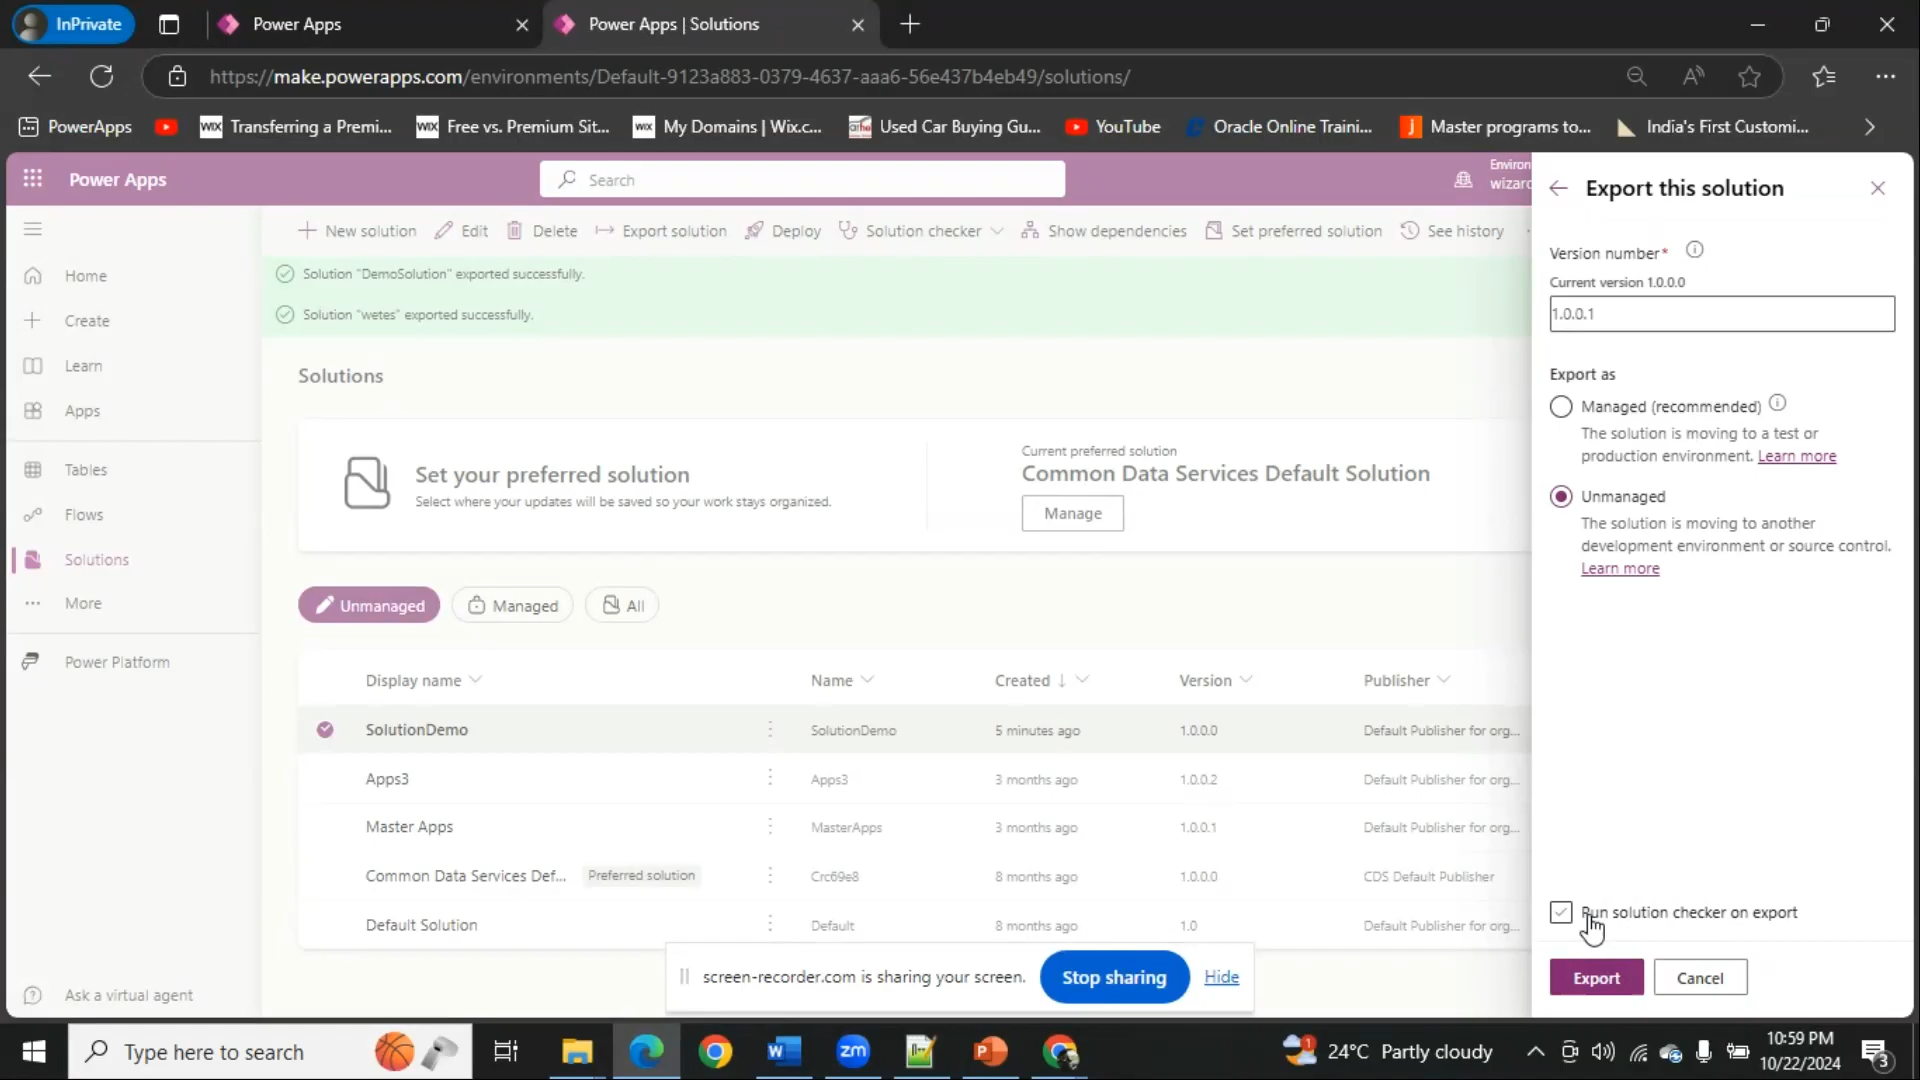 InPrivate
Power Apps
Power Apps | Solutions
https://make.powerapps.com/environments/Default-9123a883-0379-4637-aaa6-56e437b4eb49/solutions/
PowerApps
WIX Transferring a Premi...
WIX Free vs. Premium Sit...
WIX My Domains | Wix.c...
Used Car Buying Gu...
YouTube
Oracle Online Traini...
Master programs to...
India's First Customi...
Power Apps
Search
Environ
wizard
New solution
Edit
Delete
Export solution
Deploy
Solution checker
Show dependencies
Set preferred solution
See history
Home
Create
Learn
Apps
Tables
Flows
Solutions
More
Power Platform
Ask a virtual agent
Solution "DemoSolution" exported successfully.
Solution "wetes" exported successfully.
Solutions
Set your preferred solution
Select where your updates will be saved so your work stays organized.
Current preferred solution
Common Data Services Default Solution
Manage
Unmanaged
Managed
All
Display name Name Created Version Publisher
SolutionDemo SolutionDemo 5 minutes ago 1.0.0.0 Default Publisher for org...
Apps3 Apps3 3 months ago 1.0.0.2 Default Publisher for org...
Master Apps MasterApps 3 months ago 1.0.0.1 Default Publisher for org...
Common Data Services Def... Preferred solution Crc69e8 8 months ago 1.0.0.0 CDS Default Publisher
Default Solution Default 8 months ago 1.0 Default Publisher for org...
Export this solution
Version number*
Current version 1.0.0.0
1.0.0.1
Export as
Managed (recommended)
The solution is moving to a test or
production environment. Learn more
Unmanaged
The solution is moving to another
development environment or source control.
Learn more
Run solution checker on export
Export
Cancel
screen-recorder.com is sharing your screen.
Stop sharing
Hide
Type here to search
W
zm
P
1
24°C Partly cloudy
10:59 PM
10/22/2024
3